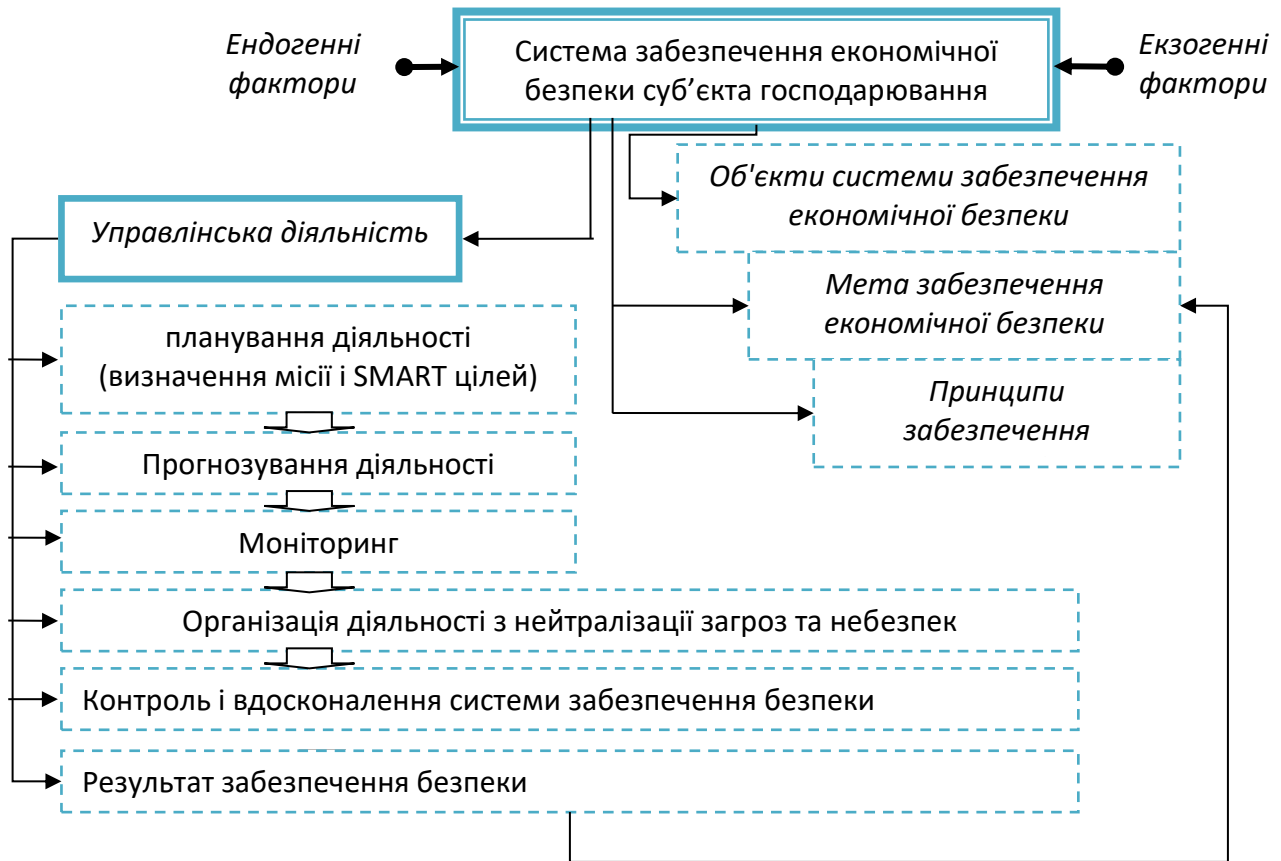 Ендогенні
фактори
Система забезпечення економічної
безпеки суб’єкта господарювання
Екзогенні
фактори
Об'єкти системи забезпечення
економічної безпеки
Управлінська діяльність
Мета забезпечення
економічної безпеки
планування діяльності
(визначення місії і SMART цілей)
Принципи
забезпечення
Прогнозування діяльності
Моніторинг
Організація діяльності з нейтралізації загроз та небезпек
Контроль і вдосконалення системи забезпечення безпеки
Результат забезпечення безпеки